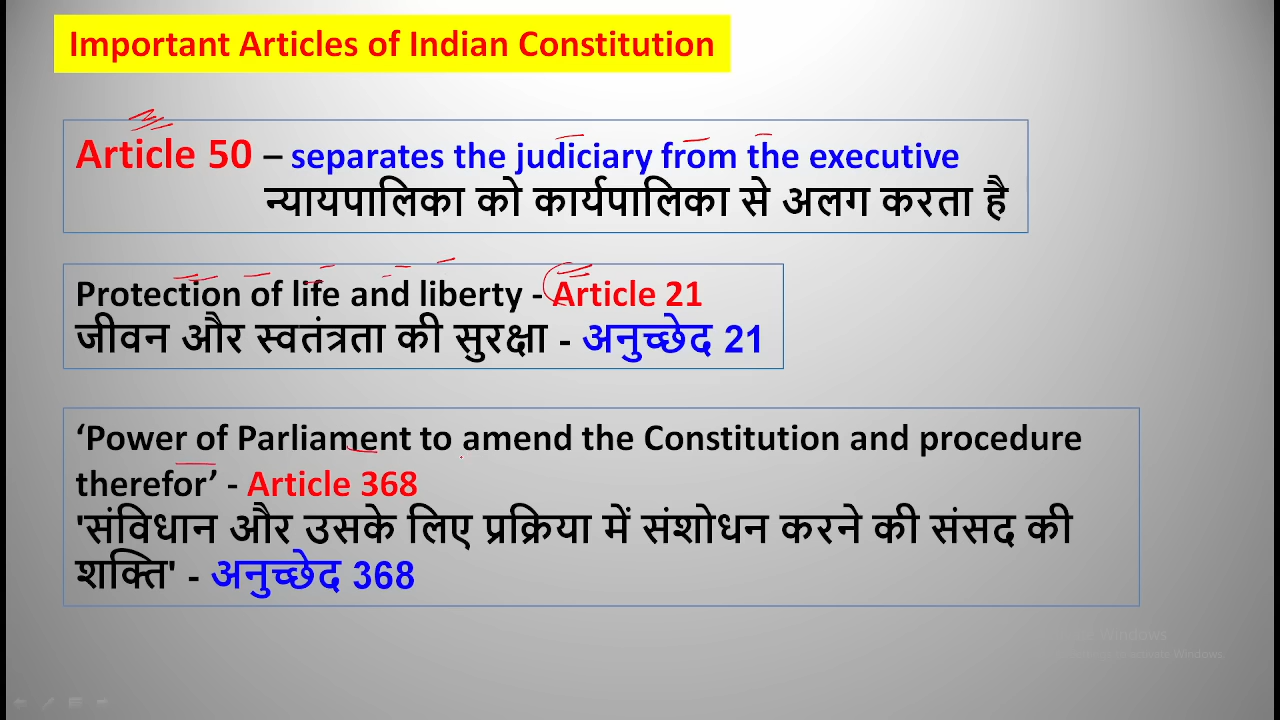 Important Articles of Indian Constitution
Article 50 – separates the judiciary from the executive
न्यायपालिका को कार्यपालिका से अलग करता है
Protection of life and liberty - Article 21
जीवन और स्वतंत्रता की सुरक्षा - अनुच्छेद 21
‘Power of Parliament to amend the Constitution and procedure
therefor’ - Article 368
'संविधान और उसके लिए प्रक्रिया में संशोधन करने की संसद की
शक्ति' - अनुच्छेद 368
Windows
Windows.